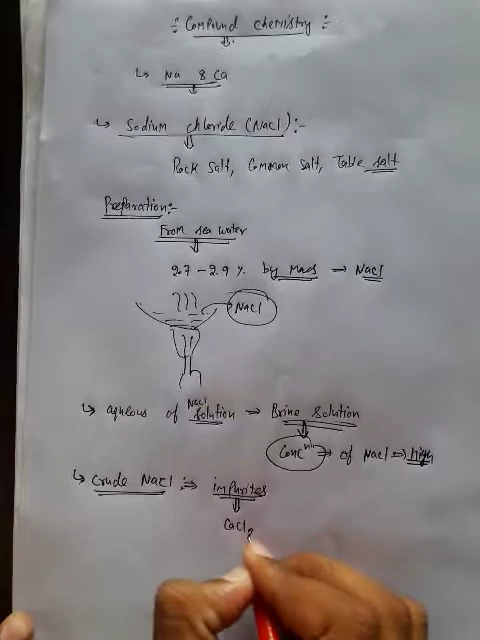 ÷ Compound chemistry ÷
↳ Na & Ca
↳ Sodium chloride (NaCl):-
Rock Salt, Common Salt, Table salt
Preparation:-
From sea water
2.7 – 2.9 % by Mass → NaCl
NaCl
↳ aqueous of NaCl solution → Brine solution
Conc^n ⇒ of NaCl ⇒ high
↳ Crude NaCl ⇒ impurites
CaCl2